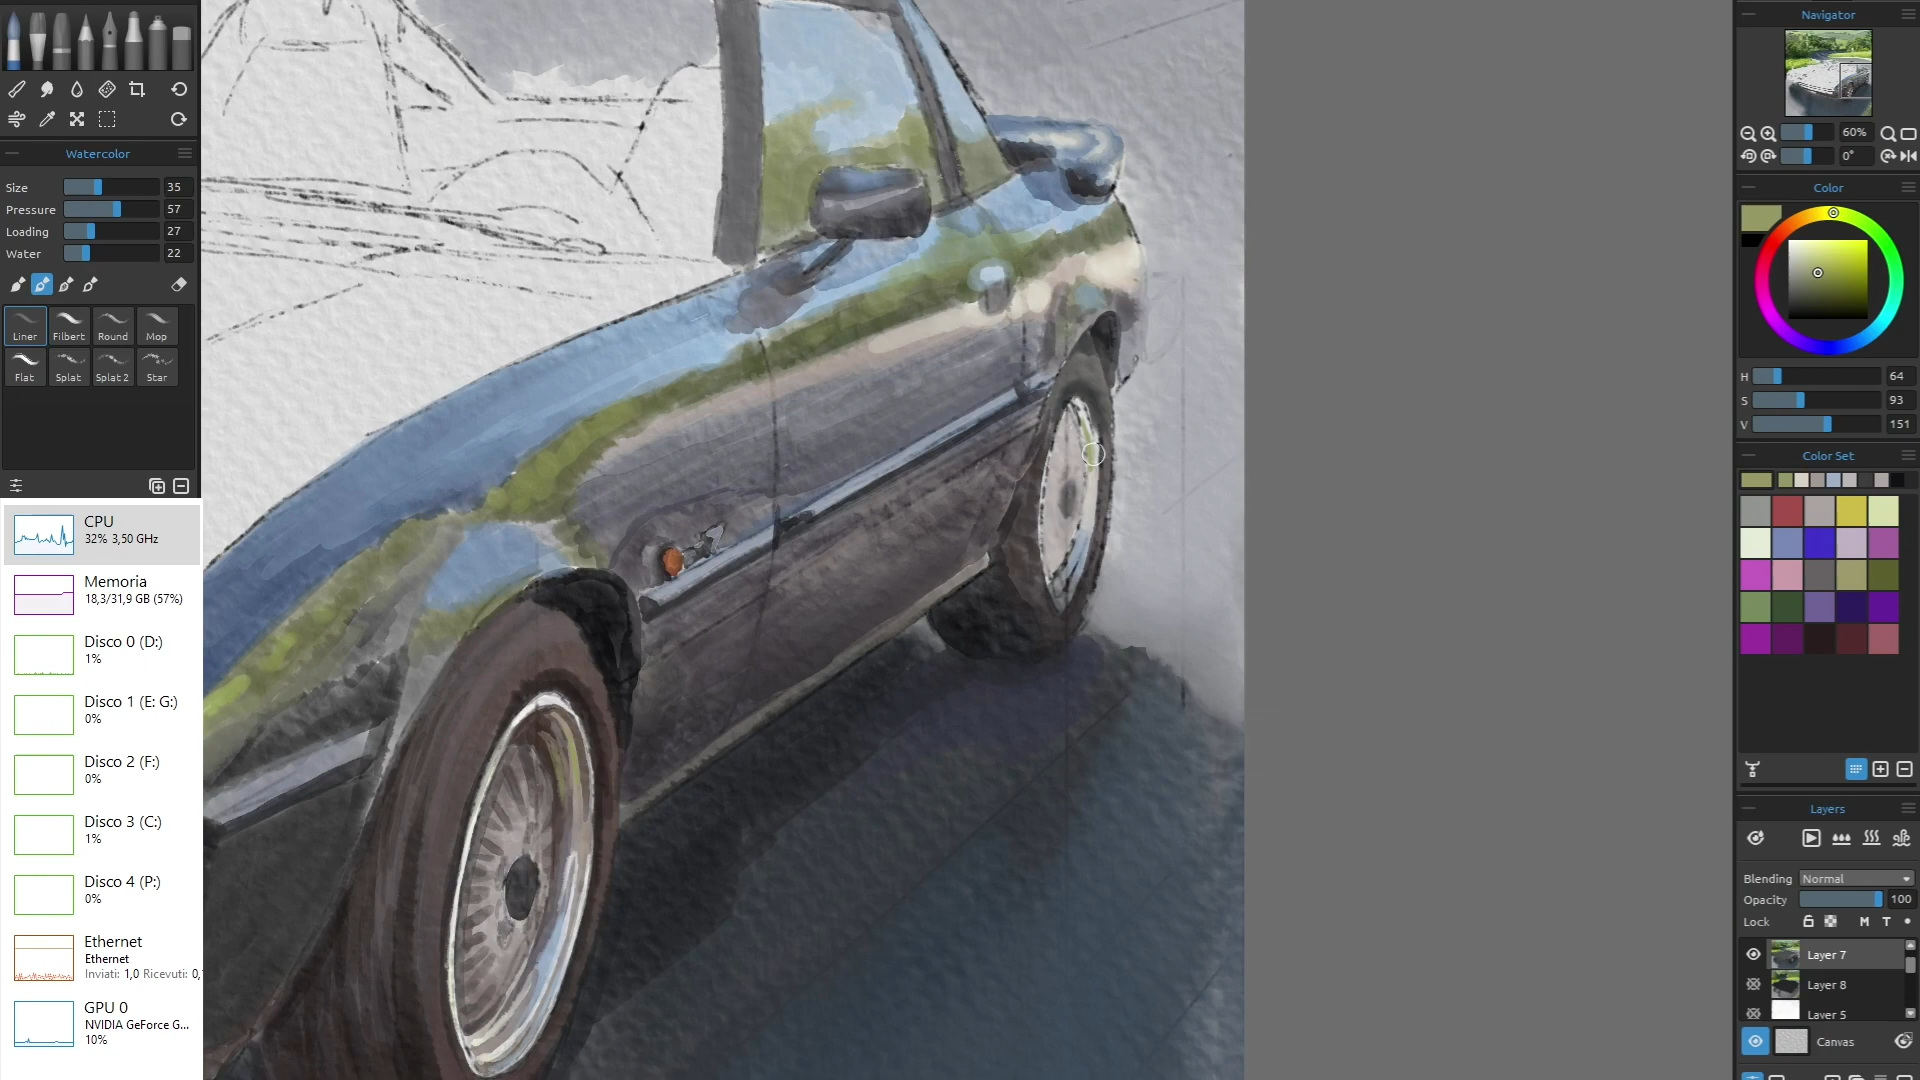 Watercolor
Size 35
Pressure 57
Loading 27
Water 22
Liner Filbert Round Mop
Flat Splat Splat 2 Star
CPU
32% 3,50 GHz
Memoria
18,3/31,9 GB (57%)
Disco 0 (D:)
1%
Disco 1 (E: G:)
0%
Disco 2 (F:)
0%
Disco 3 (C:)
1%
Disco 4 (P:)
0%
Ethernet
Ethernet
Inviati: 1,0 Ricevuti: 0,
GPU 0
NVIDIA GeForce G...
10%
Navigator
60%
0°
Color
H 64
S 93
V 151
Color Set
Layers
Blending Normal
Opacity 100
Lock M T
Layer 7
Layer 8
Layer 5
Canvas